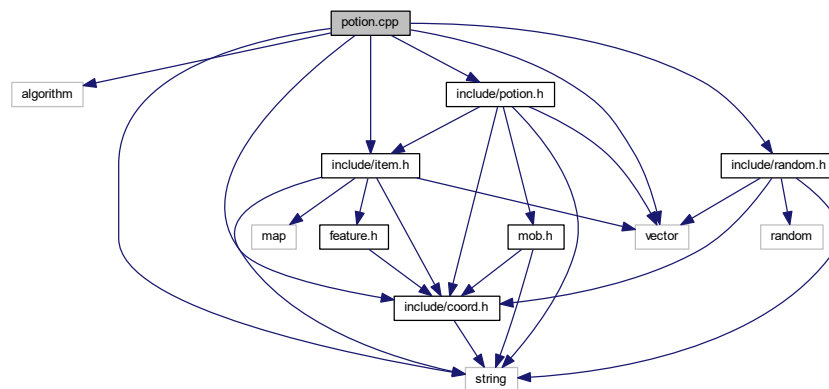 potion.cpp
algorithm
include/potion.h
include/item.h
include/random.h
map
feature.h
mob.h
vector
random
include/coord.h
string